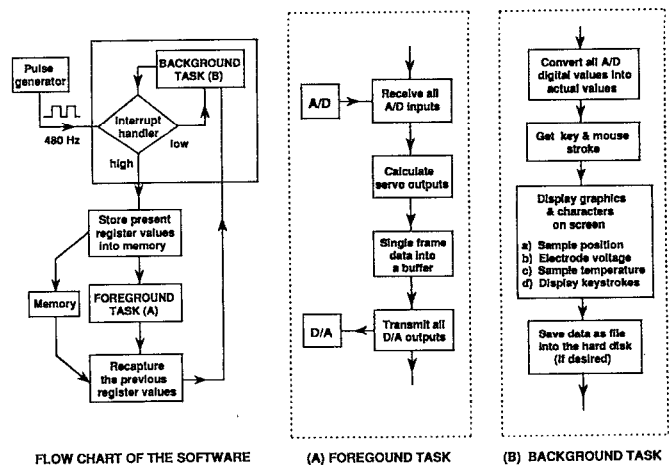 Pulse
generator
480 Hz
BACKGROUND
TASK (B)
Interrupt
handler
low
high
Store present
register values
into memory
Memory
FOREGROUND
TASK (A)
Recapture
the previous
register values
FLOW CHART OF THE SOFTWARE
A/D
Receive all
A/D inputs
Calculate
servo outputs
Single frame
data into
a buffer
D/A
Transmit all
D/A outputs
(A) FOREGOUND TASK
Convert all A/D
digital values into
actual values
Get key & mouse
stroke
Display graphics
& characters
on screen
a) Sample position
b) Electrode voltage
c) Sample temperature
d) Display keystrokes
Save data as file
into the hard disk
(if desired)
(B) BACKGROUND TASK